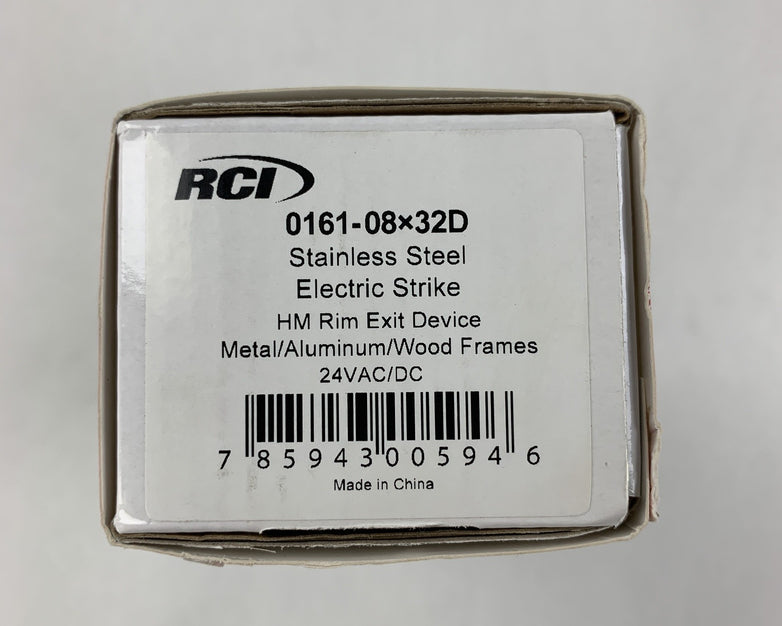 RCI
0161-08×32D
Stainless Steel
Electric Strike
HM Rim Exit Device
Metal/Aluminum/Wood Frames
24VAC/DC
7 85943 00594 6
Made in China